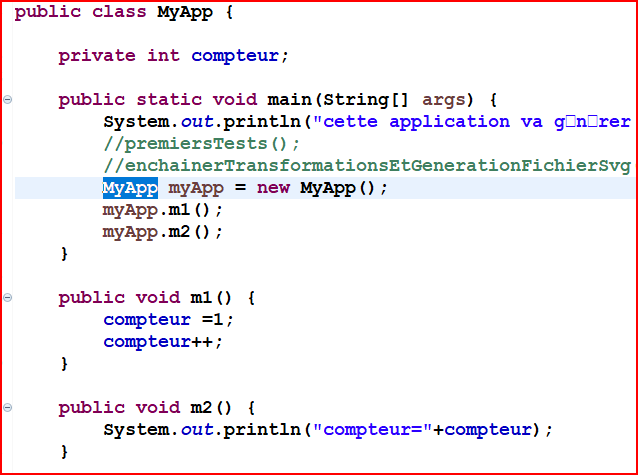 public class MyApp {
private int compteur;
public static void main(String[] args) {
System.out.println("cette application va g□n□rer
//premiersTests();
//enchainerTransformationsEtGenerationFichierSvg
MyApp myApp = new MyApp();
myApp.m1();
myApp.m2();
}
public void m1() {
compteur =1;
compteur++;
}
public void m2() {
System.out.println("compteur="+compteur);
}